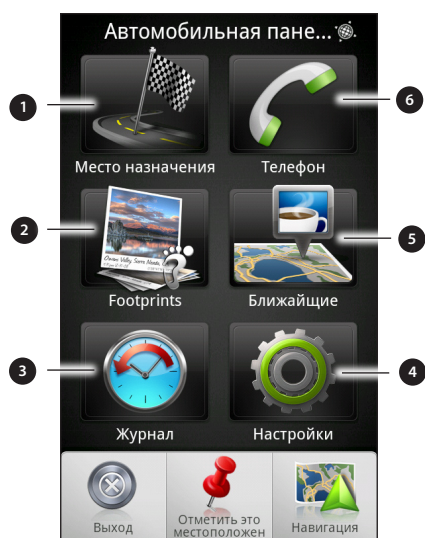 Автомобильная пане...
1
6
Место назначения
Телефон
2
5
Footprints
Ближайщие
3
4
Журнал
Настройки
Выход
Отметить это
местоположен
Навигация